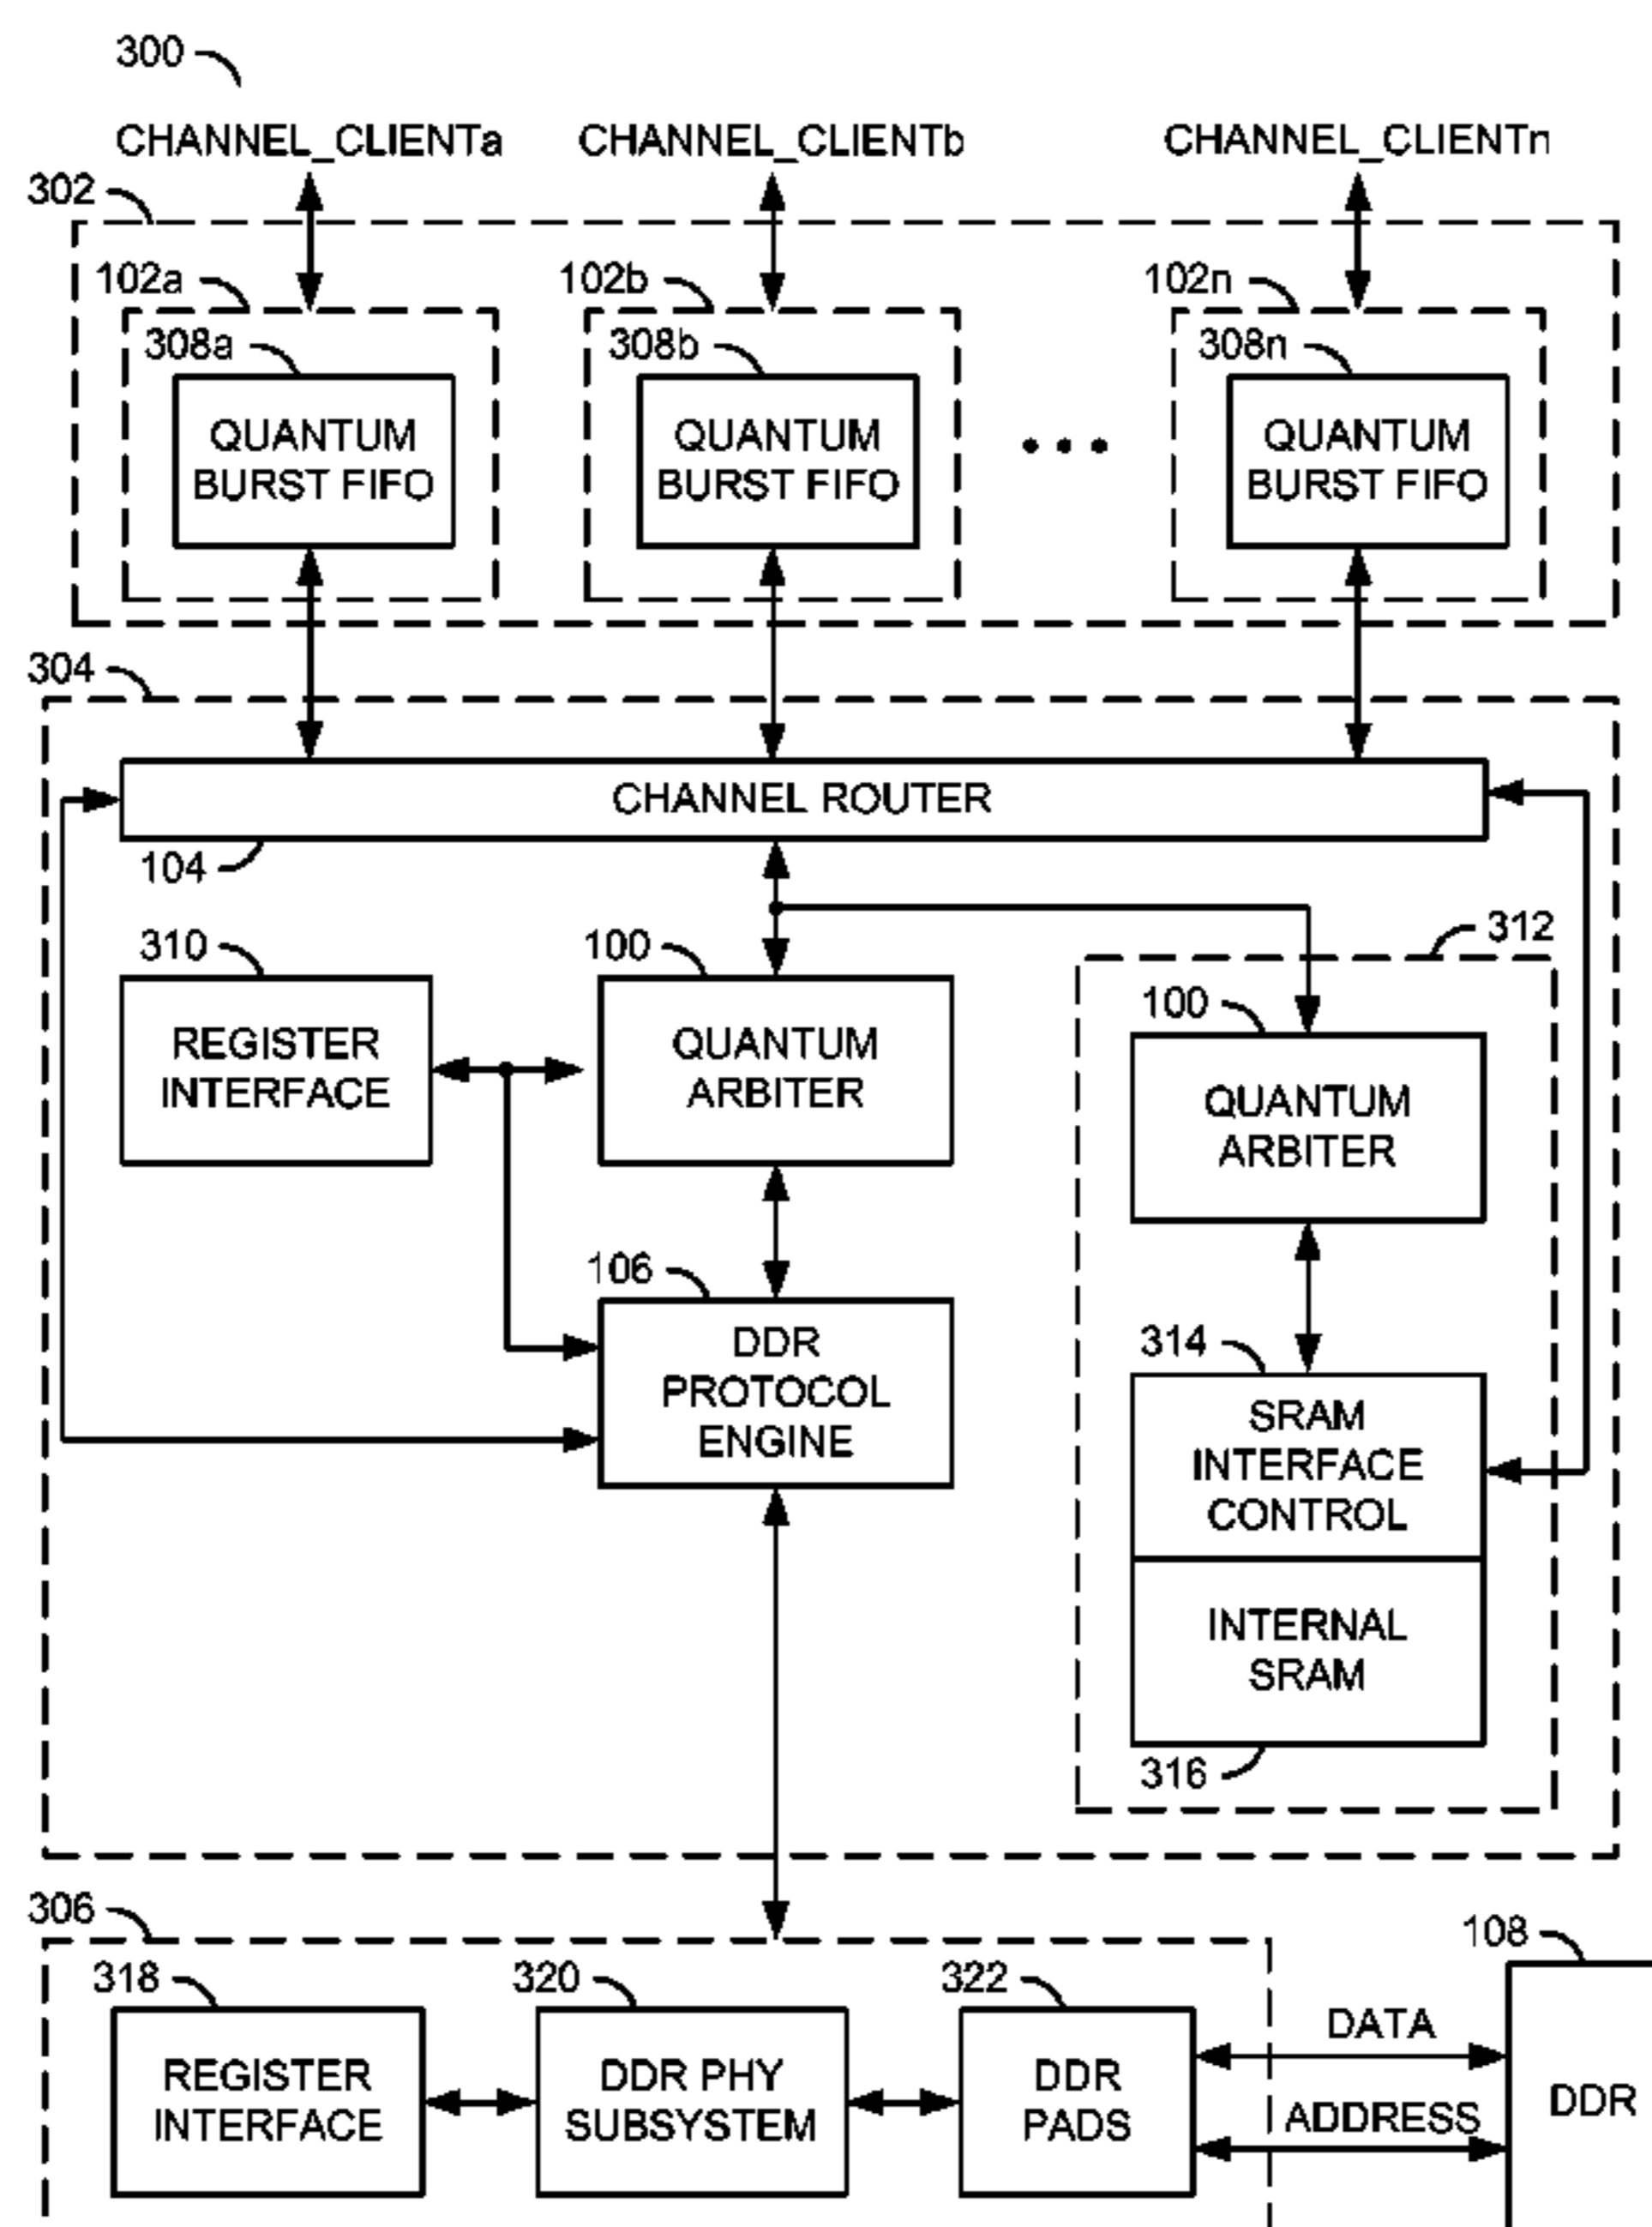 300
CHANNEL_CLIENTa CHANNEL_CLIENTb CHANNEL_CLIENTn
302
102a 102b 102n
308a 308b 308n
QUANTUM BURST FIFO
QUANTUM BURST FIFO
• • •
QUANTUM BURST FIFO
304
CHANNEL ROUTER
104
310 100 312
REGISTER INTERFACE
QUANTUM ARBITER
100
QUANTUM ARBITER
106
DDR
PROTOCOL
ENGINE
314
SRAM
INTERFACE
CONTROL
INTERNAL
SRAM
316
306
108
318 320 322
REGISTER INTERFACE
DDR PHY SUBSYSTEM
DDR PADS
DATA
ADDRESS
DDR